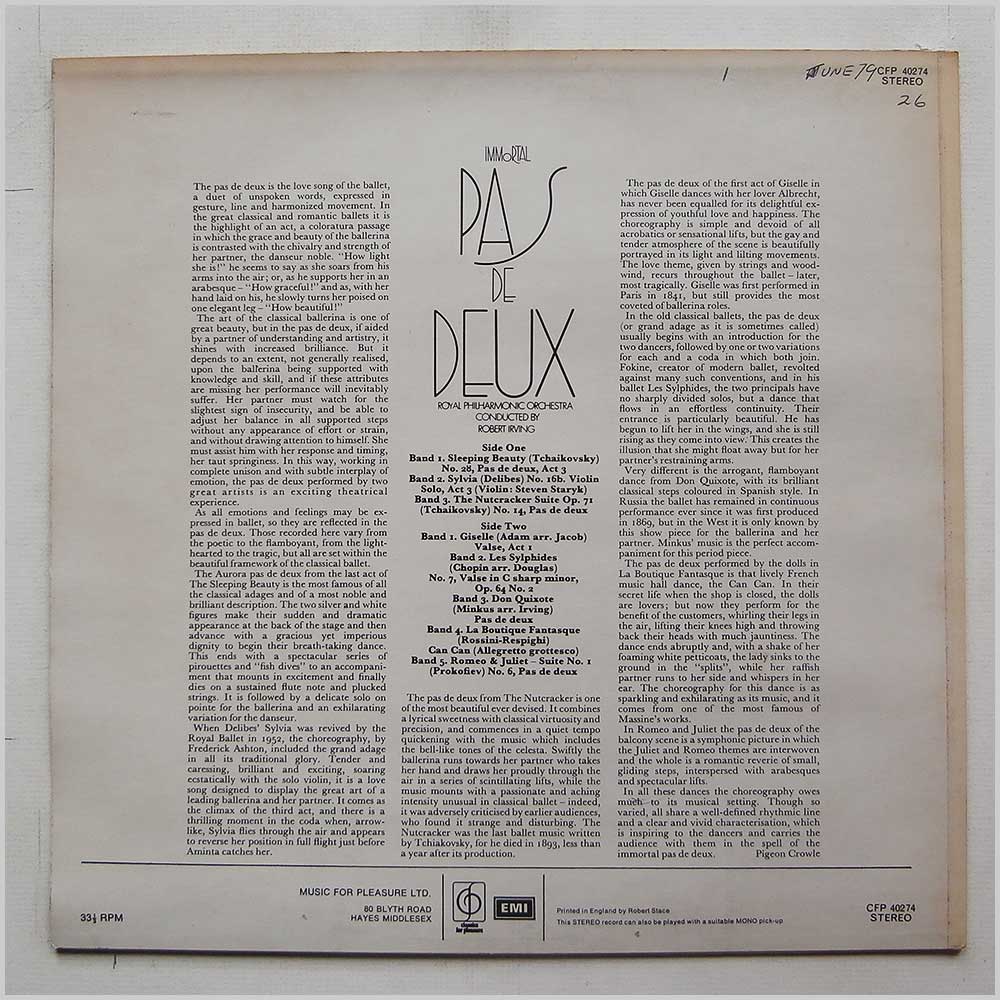 1
JUNE 79
CFP 40274
STEREO
26
IMMORTAL
PAS
DE
DEUX
ROYAL PHILHARMONIC ORCHESTRA
CONDUCTED BY
ROBERT IRVING
The pas de deux is the love song of the ballet,
a duet of unspoken words, expressed in
gesture, line and harmonized movement. In
the great classical and romantic ballets it is
the highlight of an act, a coloratura passage
in which the grace and beauty of the ballerina
is contrasted with the chivalry and strength of
her partner, the danseur noble. “How light
she is!” he seems to say as she soars from his
arms into the air; or, as he supports her in an
arabesque – “How graceful!” and as, with her
hand laid on his, he slowly turns her poised on
one elegant leg – “How beautiful!”
The art of the classical ballerina is one of
great beauty, but in the pas de deux, if aided
by a partner of understanding and artistry, it
shines with increased brilliance. But it
depends to an extent, not generally realised,
upon the ballerina being supported with
knowledge and skill, and if these attributes
are missing her performance will inevitably
suffer. Her partner must watch for the
slightest sign of insecurity, and be able to
adjust her balance in all supported steps
without any appearance of effort or strain,
and without drawing attention to himself. She
must assist him with her response and timing,
her taut springiness. In this way, working in
complete unison and with subtle interplay of
emotion, the pas de deux performed by two
great artists is an exciting theatrical
experience.
As all emotions and feelings may be ex-
pressed in ballet, so they are reflected in the
pas de deux. Those recorded here vary from
the poetic to the flamboyant, from the light-
hearted to the tragic, but all are set within the
beautiful framework of the classical ballet.
The Aurora pas de deux from the last act of
The Sleeping Beauty is the most famous of all
the classical adages and of a most noble and
brilliant description. The two silver and white
figures make their sudden and dramatic
appearance at the back of the stage and then
advance with a gracious yet imperious
dignity to begin their breath-taking dance.
This ends with a spectacular series of
pirouettes and “fish dives” to an accompani-
ment that mounts in excitement and finally
dies on a sustained flute note and plucked
strings. It is followed by a delicate solo on
pointe for the ballerina and an exhilarating
variation for the danseur.
When Delibes’ Sylvia was revived by the
Royal Ballet in 1952, the choreography, by
Frederick Ashton, included the grand adage
in all its traditional glory. Tender and
caressing, brilliant and exciting, soaring
ecstatically with the solo violin, it is a love
song designed to display the great art of a
leading ballerina and her partner. It comes as
the climax of the third act, and there is a
thrilling moment in the coda when, arrow-
like, Sylvia flies through the air and appears
to reverse her position in full flight just before
Aminta catches her.
Side One
Band 1. Sleeping Beauty (Tchaikovsky)
No. 28, Pas de deux, Act 3
Band 2. Sylvia (Delibes) No. 16b. Violin
Solo, Act 3 (Violin: Steven Staryk)
Band 3. The Nutcracker Suite Op. 71
(Tchaikovsky) No. 14, Pas de deux
Side Two
Band 1. Giselle (Adam arr. Jacob)
Valse, Act 1
Band 2. Les Sylphides
(Chopin arr. Douglas)
No. 7, Valse in C sharp minor,
Op. 64 No. 2
Band 3. Don Quixote
(Minkus arr. Irving)
Pas de deux
Band 4. La Boutique Fantasque
(Rossini-Respighi)
Can Can (Allegretto grottesco)
Band 5. Romeo & Juliet – Suite No. 1
(Prokofiev) No. 6, Pas de deux
The pas de deux from The Nutcracker is one
of the most beautiful ever devised. It combines
a lyrical sweetness with classical virtuosity and
precision, and commences in a quiet tempo
quickening with the music which includes
the bell-like tones of the celesta. Swiftly the
ballerina runs towards her partner who takes
her hand and draws her proudly through the
air in a series of scintillating lifts, while the
music mounts with a passionate and aching
intensity unusual in classical ballet – indeed,
it was adversely criticised by earlier audiences,
who found it strange and disturbing. The
Nutcracker was the last ballet music written
by Tchiakovsky, for he died in 1893, less than
a year after its production.
The pas de deux of the first act of Giselle in
which Giselle dances with her lover Albrecht,
has never been equalled for its delightful ex-
pression of youthful love and happiness. The
choreography is simple and devoid of all
acrobatics or sensational lifts, but the gay and
tender atmosphere of the scene is beautifully
portrayed in its light and lilting movements.
The love theme, given by strings and wood-
wind, recurs throughout the ballet – later,
most tragically. Giselle was first performed in
Paris in 1841, but still provides the most
coveted of ballerina roles.
In the old classical ballets, the pas de deux
(or grand adage as it is sometimes called)
usually begins with an introduction for the
two dancers, followed by one or two variations
for each and a coda in which both join.
Fokine, creator of modern ballet, revolted
against many such conventions, and in his
ballet Les Sylphides, the two principals have
no sharply divided solos, but a dance that
flows in an effortless continuity. Their
entrance is particularly beautiful. He has
begun to lift her in the wings, and she is still
rising as they come into view. This creates the
illusion that she might float away but for her
partner’s restraining arms.
Very different is the arrogant, flamboyant
dance from Don Quixote, with its brilliant
classical steps coloured in Spanish style. In
Russia the ballet has remained in continuous
performance ever since it was first produced
in 1869, but in the West it is only known by
this show piece for the ballerina and her
partner. Minkus’ music is the perfect accom-
paniment for this period piece.
The pas de deux performed by the dolls in
La Boutique Fantasque is that lively French
music hall dance, the Can Can. In their
secret life when the shop is closed, the dolls
are lovers; but now they perform for the
benefit of the customers, whirling their legs in
the air, lifting their knees high and throwing
back their heads with much jauntiness. The
dance ends abruptly and, with a shake of her
foaming white petticoats, the lady sinks to the
ground in the “splits”, while her raffish
partner runs to her side and whispers in her
ear. The choreography for this dance is as
sparkling and exhilarating as its music, and it
comes from one of the most famous of
Massine’s works.
In Romeo and Juliet the pas de deux of the
balcony scene is a symphonic picture in which
the Juliet and Romeo themes are interwoven
and the whole is a romantic reverie of small,
gliding steps, interspersed with arabesques
and spectacular lifts.
In all these dances the choreography owes
much to its musical setting. Though so
varied, all share a well-defined rhythmic line
and a clear and vivid characterisation, which
is inspiring to the dancers and carries the
audience with them in the spell of the
immortal pas de deux. Pigeon Crowle
33⅓ RPM
MUSIC FOR PLEASURE LTD.
80 BLYTH ROAD
HAYES MIDDLESEX
classics
for pleasure
EMI
Printed in England by Robert Stace
This STEREO record can also be played with a suitable MONO pick-up
CFP 40274
STEREO